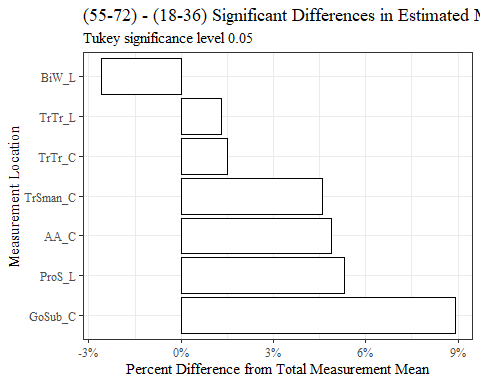 (55-72) - (18-36) Significant Differences in Estimated
Tukey significance level 0.05
Measurement Location
BiW_L
TrTr_L
TrTr_C
TrSman_C
AA_C
ProS_L
GoSub_C
-3% 0% 3% 6% 9%
Percent Difference from Total Measurement Mean